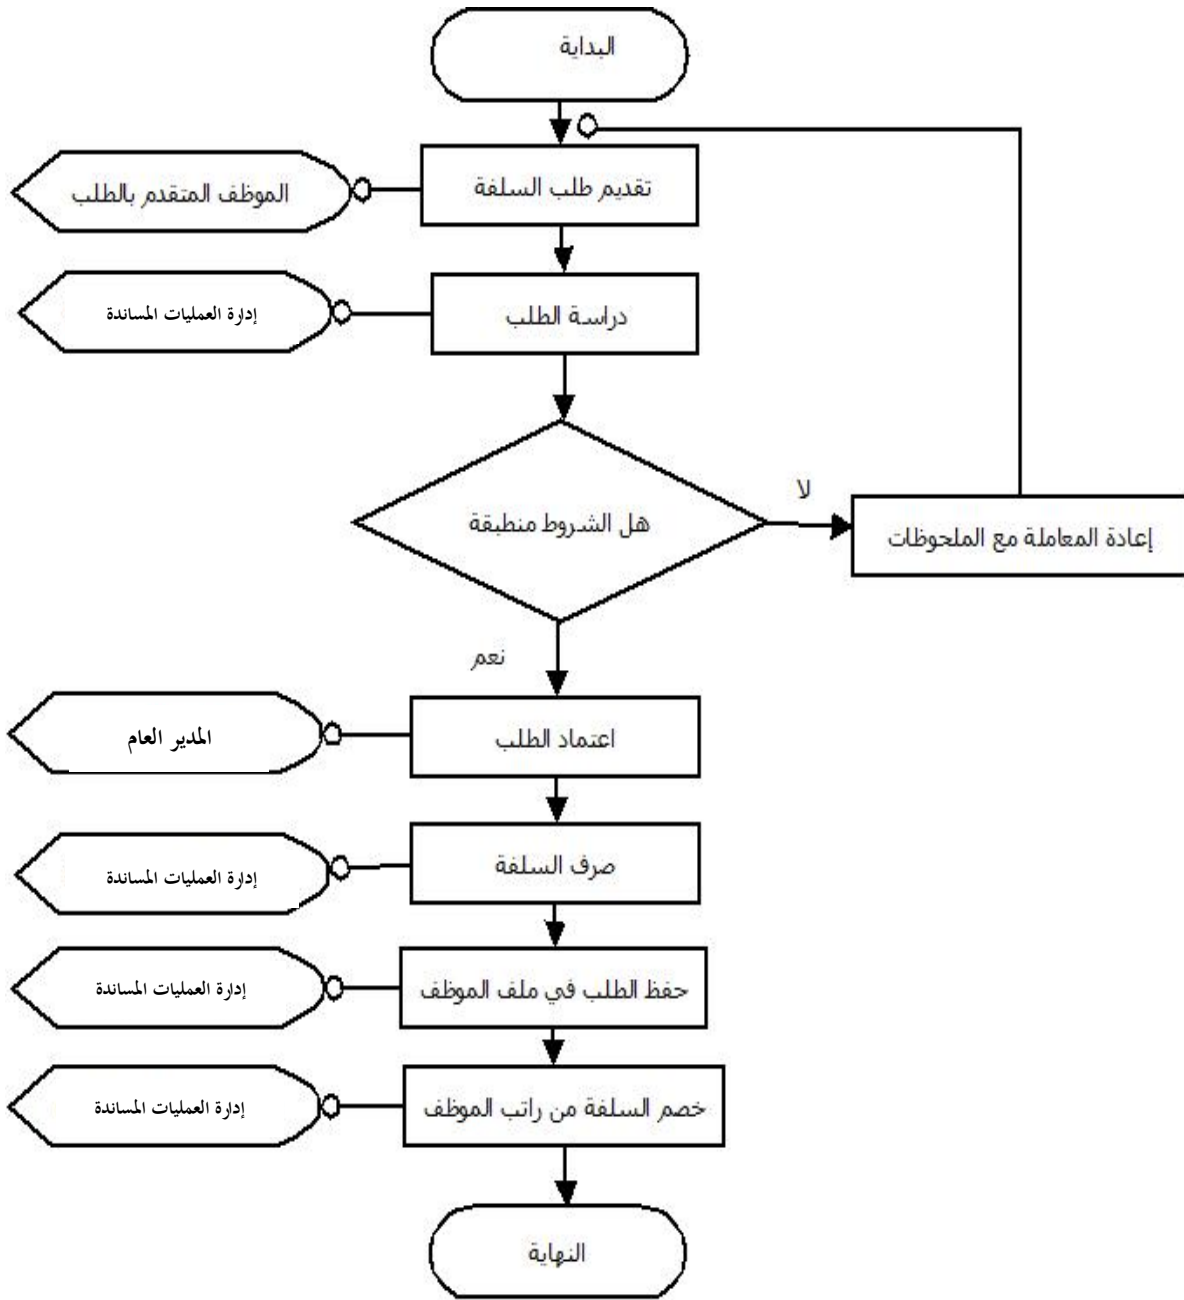 البداية
تقديم طلب السلفة
الموظف المتقدم بالطلب
دراسة الطلب
إدارة العمليات المساندة
هل الشروط منطبقة
لا
إعادة المعاملة مع الملحوظات
نعم
اعتماد الطلب
المدير العام
صرف السلفة
إدارة العمليات المساندة
حفظ الطلب في ملف الموظف
إدارة العمليات المساندة
خصم السلفة من راتب الموظف
إدارة العمليات المساندة
النهاية